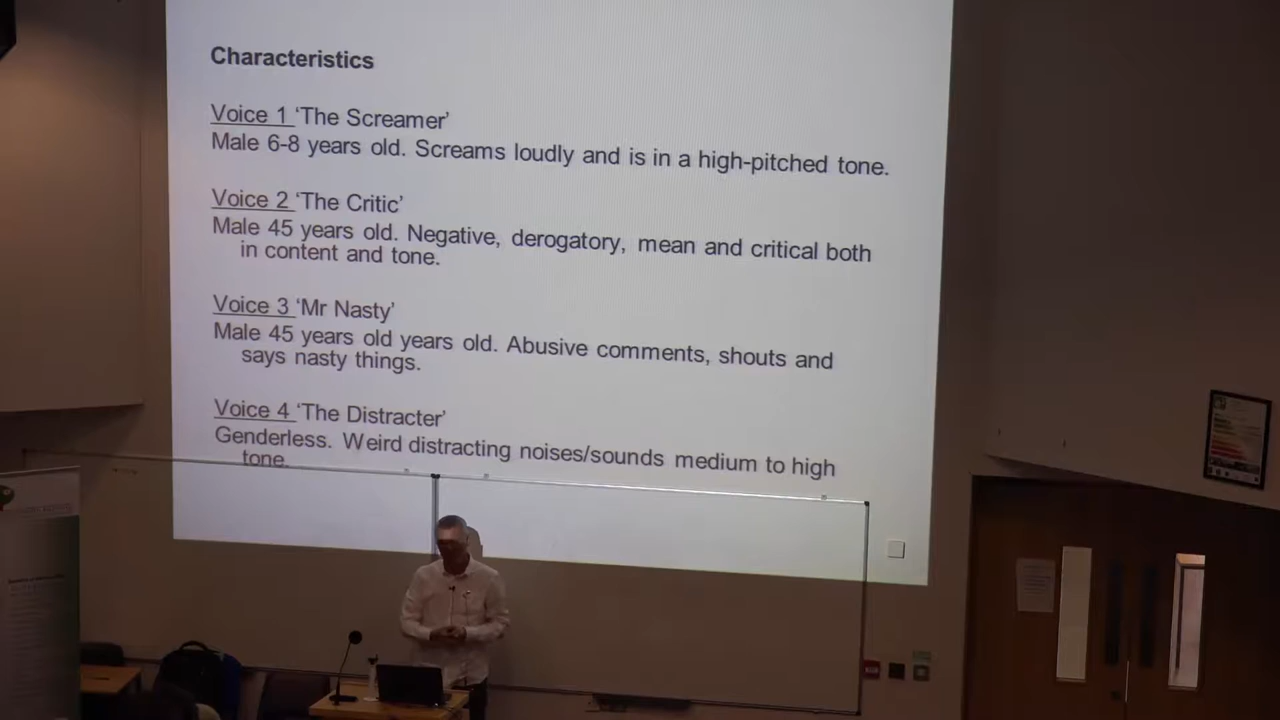 Characteristics
Voice 1 ‘The Screamer’
Male 6-8 years old. Screams loudly and is in a high-pitched tone.
Voice 2 ‘The Critic’
Male 45 years old. Negative, derogatory, mean and critical both
in content and tone.
Voice 3 ‘Mr Nasty’
Male 45 years old years old. Abusive comments, shouts and
says nasty things.
Voice 4 ‘The Distracter’
Genderless. Weird distracting noises/sounds medium to high
tone.